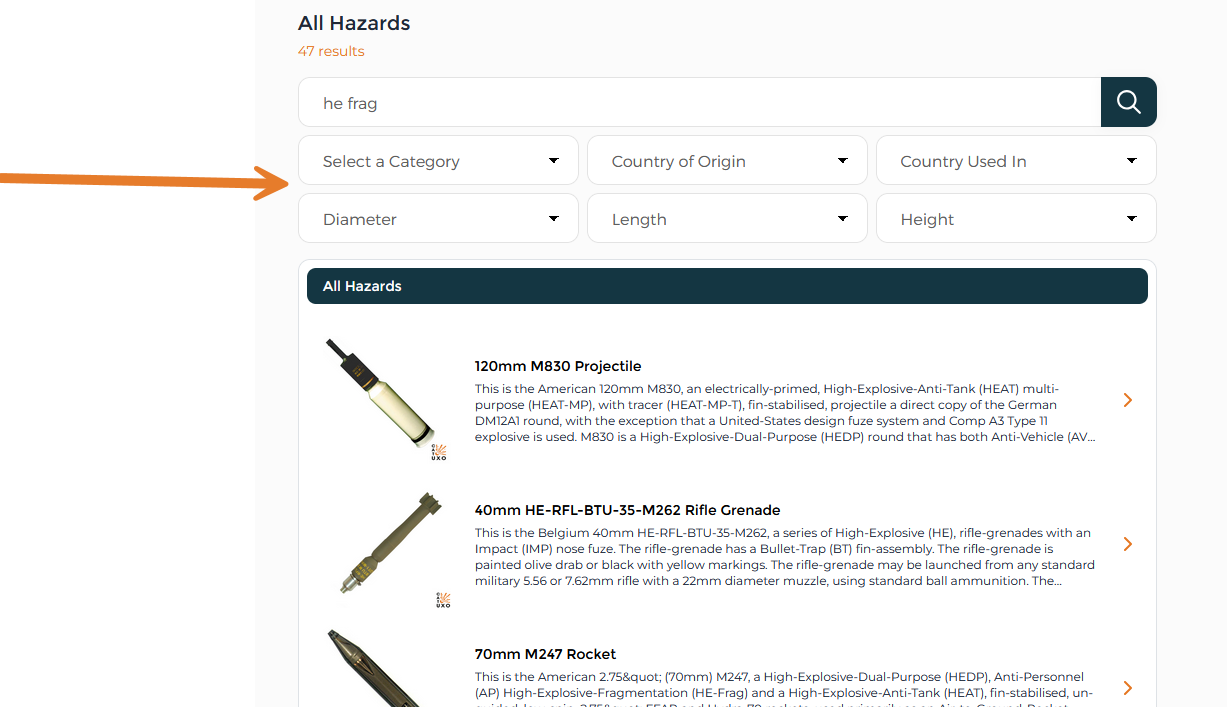 All Hazards
47 results
he frag
Select a Category
Country of Origin
Country Used In
Diameter
Length
Height
All Hazards
120mm M830 Projectile
This is the American 120mm M830, an electrically-primed, High-Explosive-Anti-Tank (HEAT) multi-
purpose (HEAT-MP), with tracer (HEAT-MP-T), fin-stabilised, projectile a direct copy of the German
DM12A1 round, with the exception that a United-States design fuze system and Comp A3 Type 11
explosive is used. M830 is a High-Explosive-Dual-Purpose (HEDP) round that has both Anti-Vehicle (AV...
UXO
40mm HE-RFL-BTU-35-M262 Rifle Grenade
This is the Belgium 40mm HE-RFL-BTU-35-M262, a series of High-Explosive (HE), rifle-grenades with an
Impact (IMP) nose fuze. The rifle-grenade has a Bullet-Trap (BT) fin-assembly. The rifle-grenade is
painted olive drab or black with yellow markings. The rifle-grenade may be launched from any standard
military 5.56 or 7.62mm rifle with a 22mm diameter muzzle, using standard ball ammunition. The...
UXO
70mm M247 Rocket
This is the American 2.75&quot; (70mm) M247, a High-Explosive-Dual-Purpose (HEDP), Anti-Personnel
(AP) High-Explosive-Fragmentation (HE-Frag) and a High-Explosive-Anti-Tank (HEAT), fin-stabilised, un-